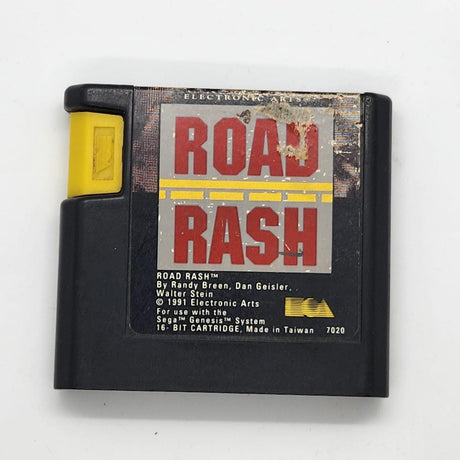 ELECTRONIC ARTS
ROAD
RASH
ROAD RASH™
By Randy Breen, Dan Geisler,
Walter Stein
© 1991 Electronic Arts
For use with the
Sega™ Genesis™ System
16- BIT CARTRIDGE, Made in Taiwan 7020
EA